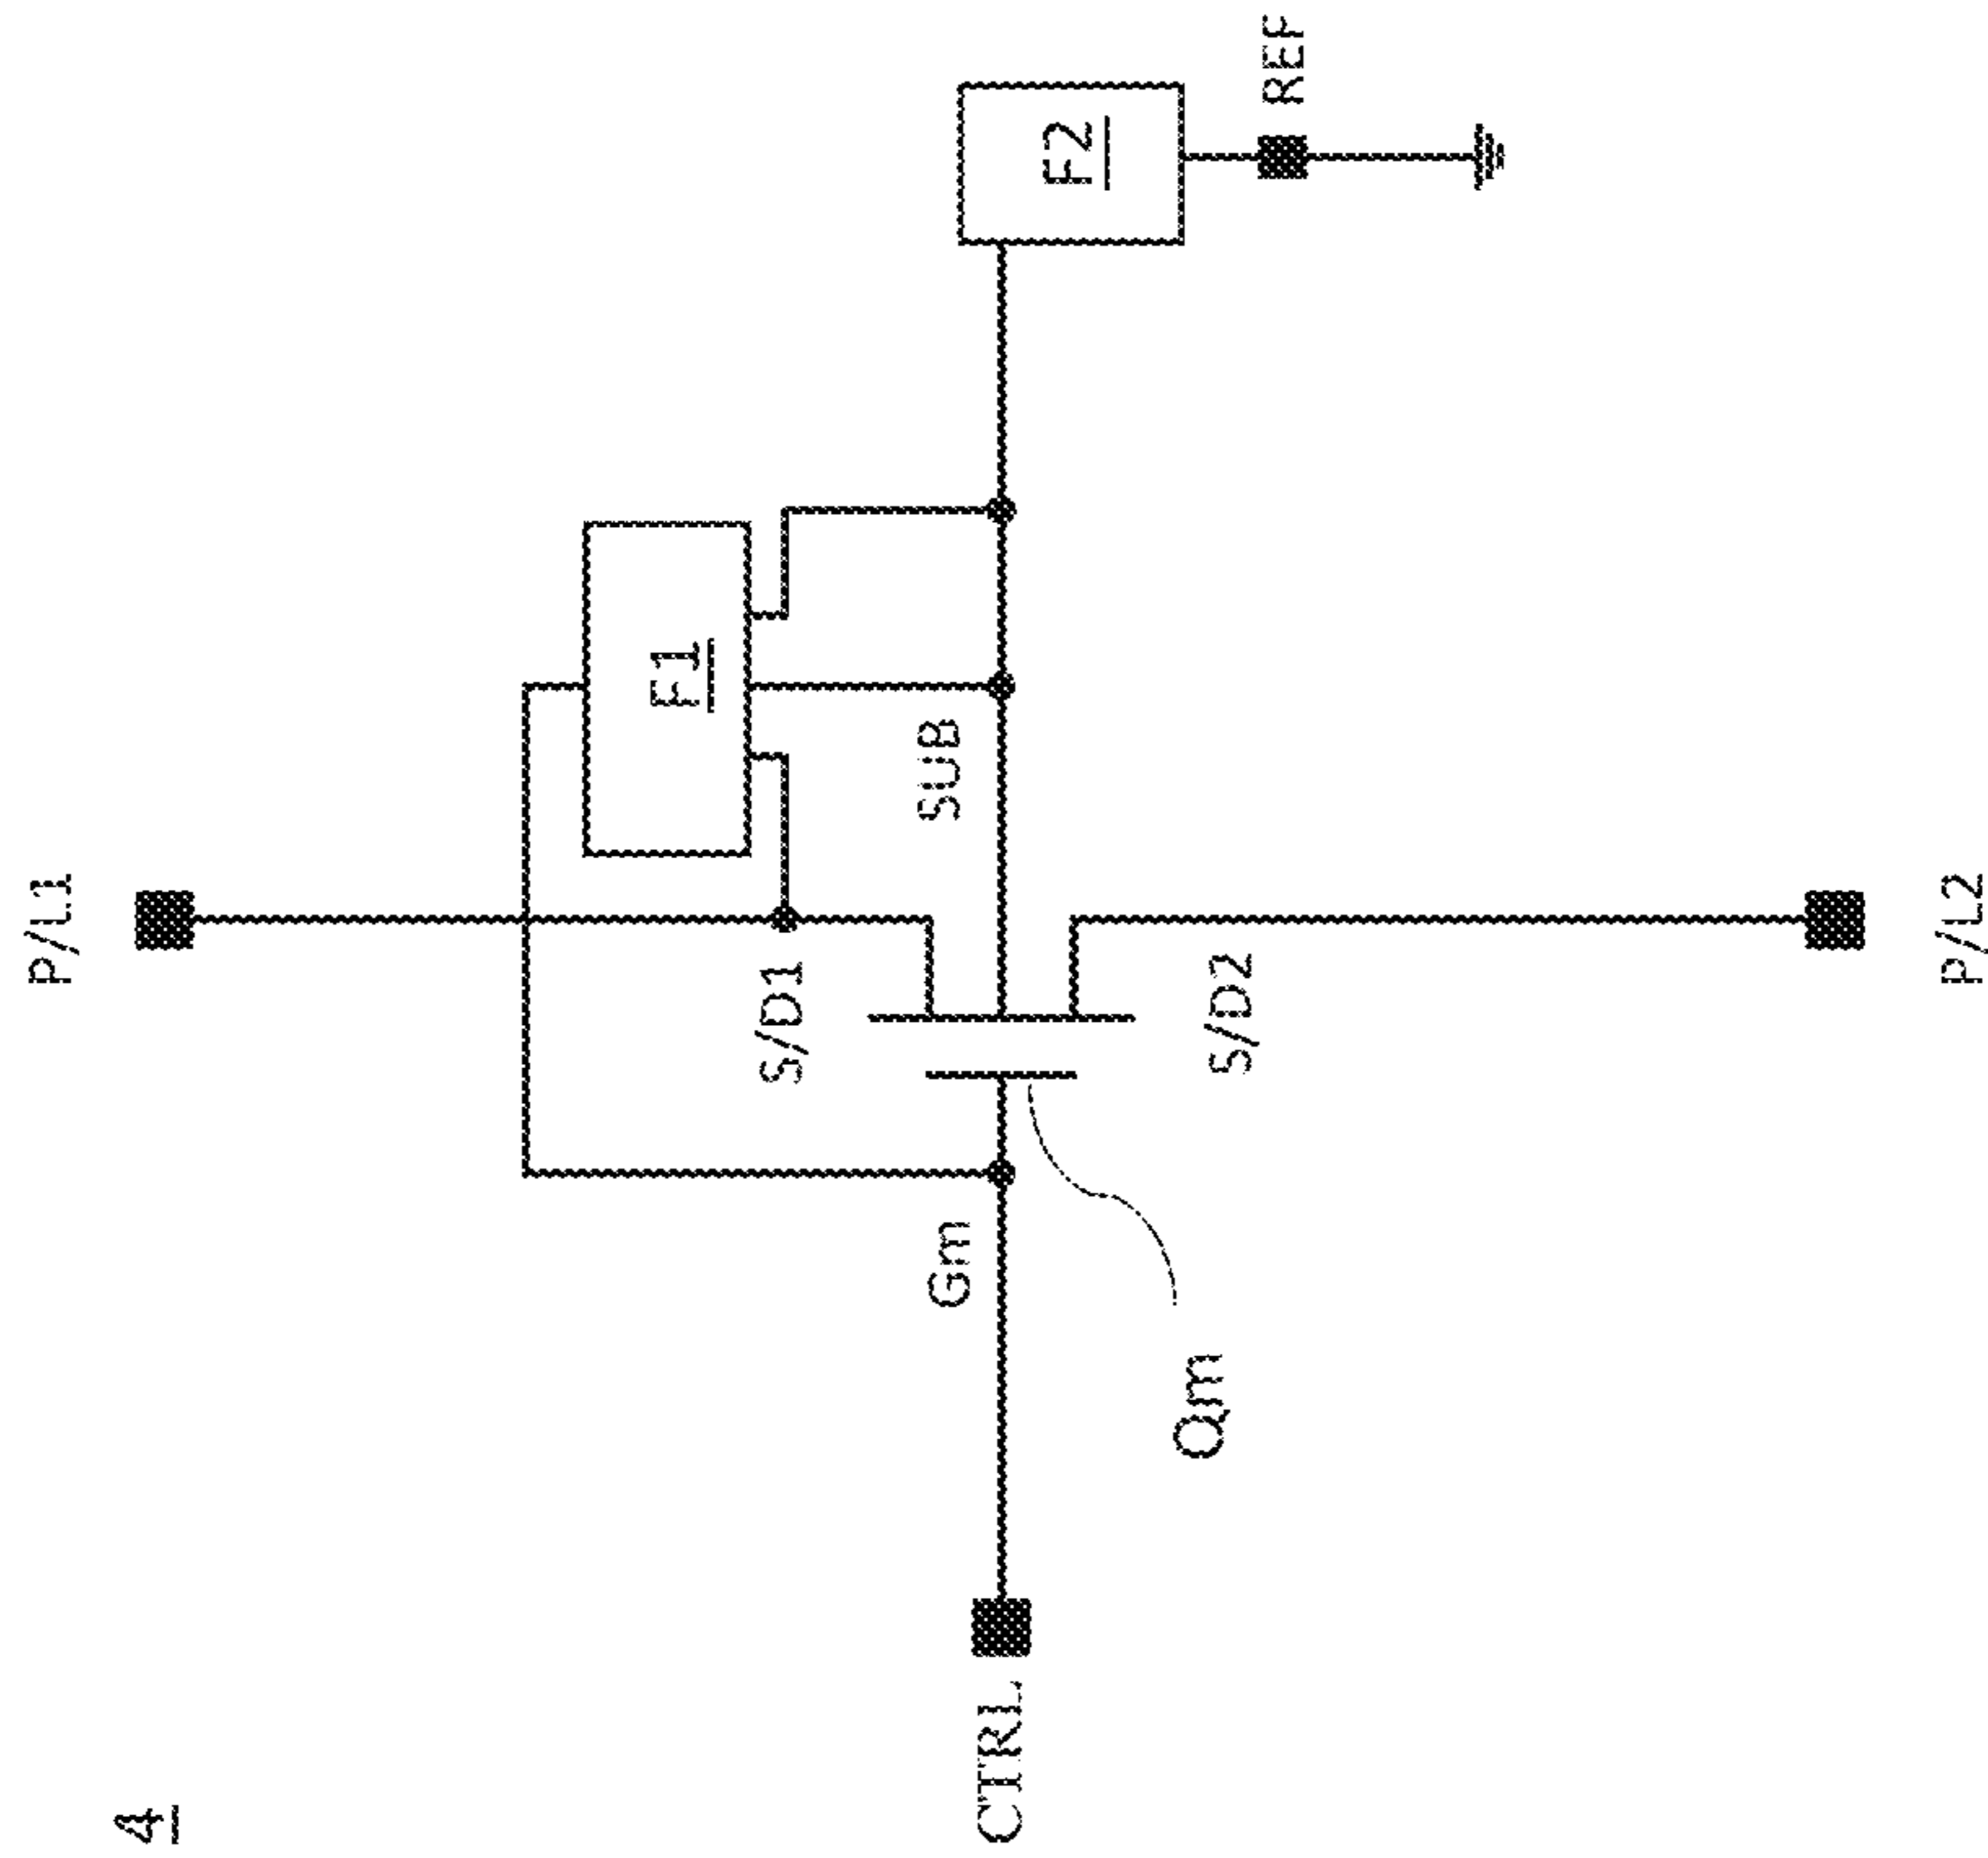 P/L1
4
F1
S/D1
SUB
Gm
CTRL
F2
Qm
S/D2
REF
P/L2